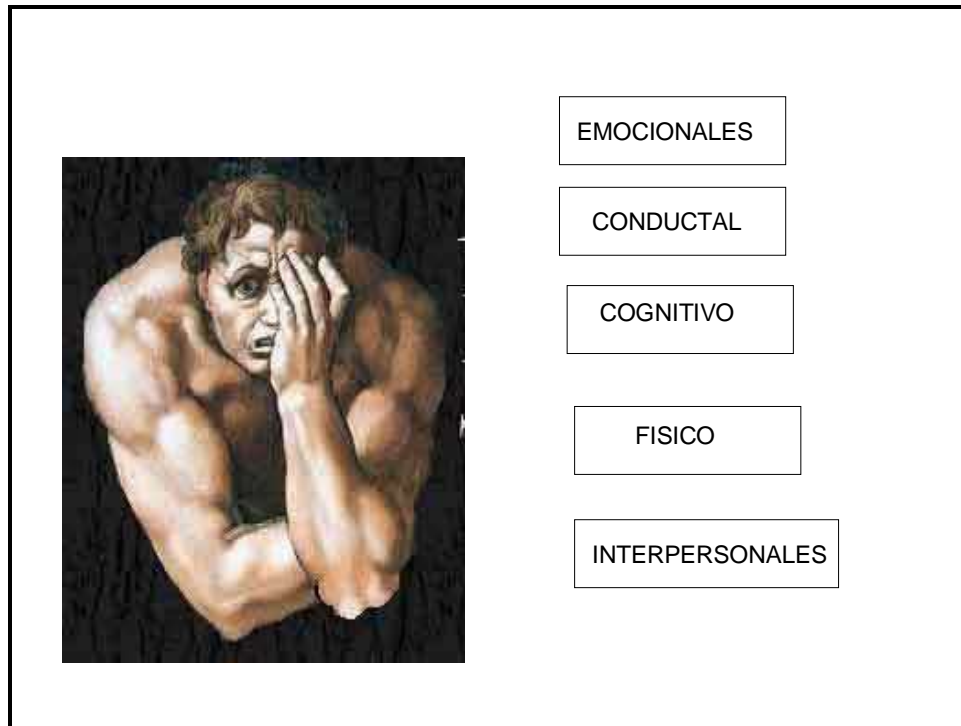 EMOCIONALES
CONDUCTAL
COGNITIVO
FISICO
INTERPERSONALES